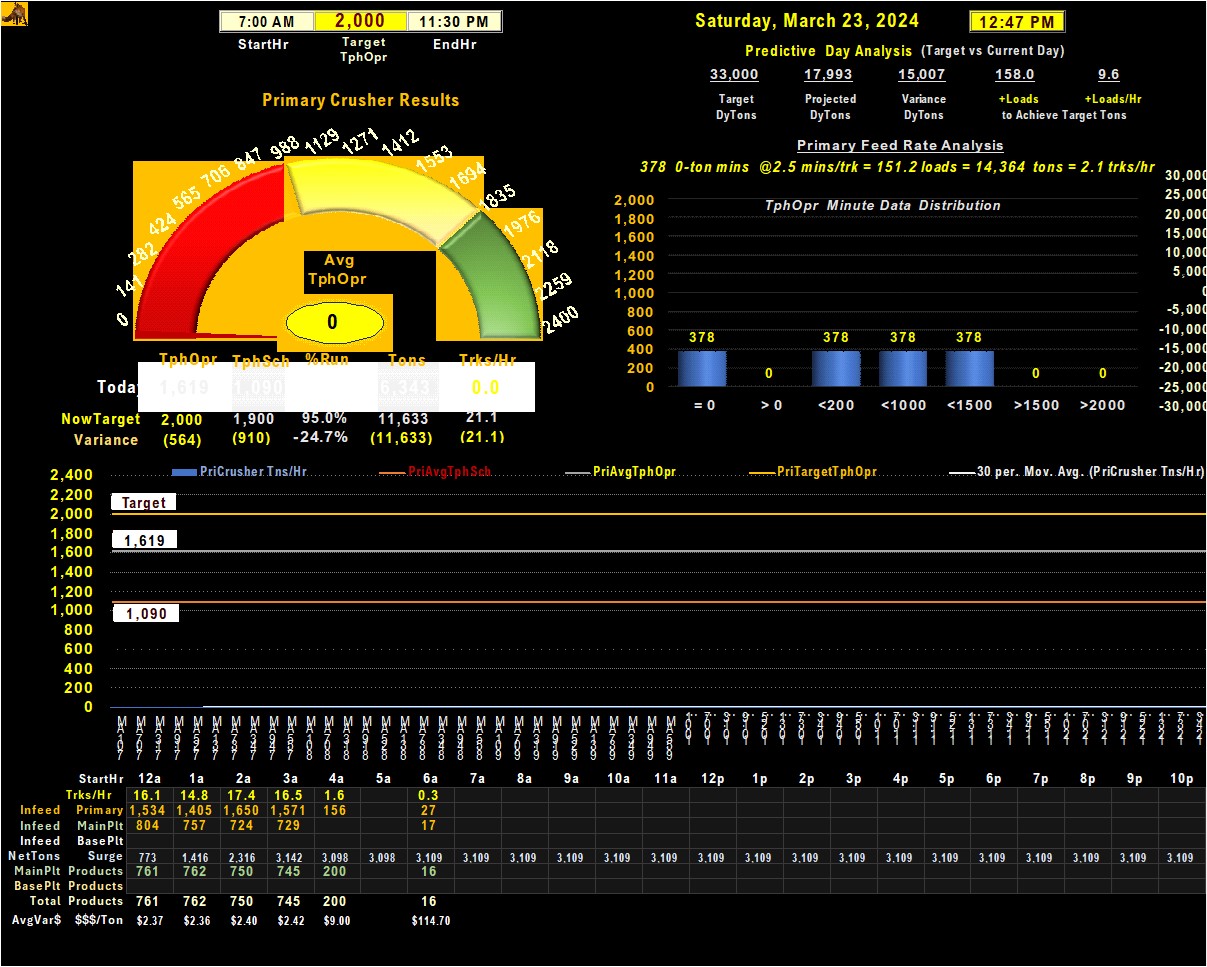 7:00 AM 2,000 11:30 PM
StartHr Target TphOpr EndHr
Saturday, March 23, 2024 12:47 PM
Predictive Day Analysis (Target vs Current Day)
33,000 17,993 15,007 158.0 9.6
Target Projected Variance +Loads +Loads/Hr
DyTons DyTons DyTons to Achieve Target Tons
Primary Crusher Results
Primary Feed Rate Analysis
378 0-ton mins @2.5 mins/trk = 151.2 loads = 14,364 tons = 2.1 trks/hr
0 141 282 424 565 706 847 988 1129 1271 1412 1553 1694 1835 1976 2118 2259 2400
Avg
TphOpr
0
TphOpr TphSch %Run Tons Trks/Hr
Today 1,619 1,090 6,343 0.0
NowTarget 2,000 1,900 95.0% 11,633 21.1
Variance (564) (910) -24.7% (11,633) (21.1)
TphOpr Minute Data Distribution
2,000
1,800
1,600
1,400
1,200
1,000
800
600
400
200
0
378 0 378 378 378 0 0
= 0 > 0 <200 <1000 <1500 >1500 >2000
30,000
25,000
20,000
15,000
10,000
5,000
0
-5,000
-10,000
-15,000
-20,000
-25,000
-30,000
PriCrusher Tns/Hr PriAvgTphSch PriAvgTphOpr PriTargetTphOpr 30 per. Mov. Avg. (PriCrusher Tns/Hr)
2,400
2,200
2,000
1,800
1,600
1,400
1,200
1,000
800
600
400
200
0
Target
1,619
1,090
StartHr 12a 1a 2a 3a 4a 5a 6a 7a 8a 9a 10a 11a 12p 1p 2p 3p 4p 5p 6p 7p 8p 9p 10p
Trks/Hr 16.1 14.8 17.4 16.5 1.6 0.3
Infeed Primary 1,534 1,405 1,650 1,571 156 27
Infeed MainPlt 804 757 724 729 17
Infeed BasePlt
NetTons Surge 773 1,416 2,316 3,142 3,098 3,098 3,109 3,109 3,109 3,109 3,109 3,109 3,109 3,109 3,109 3,109 3,109 3,109 3,109 3,109 3,109 3,109 3,109
MainPlt Products 761 762 750 745 200 16
BasePlt Products
Total Products 761 762 750 745 200 16
AvgVar$ $$$/Ton $2.37 $2.36 $2.40 $2.42 $9.00 $114.70